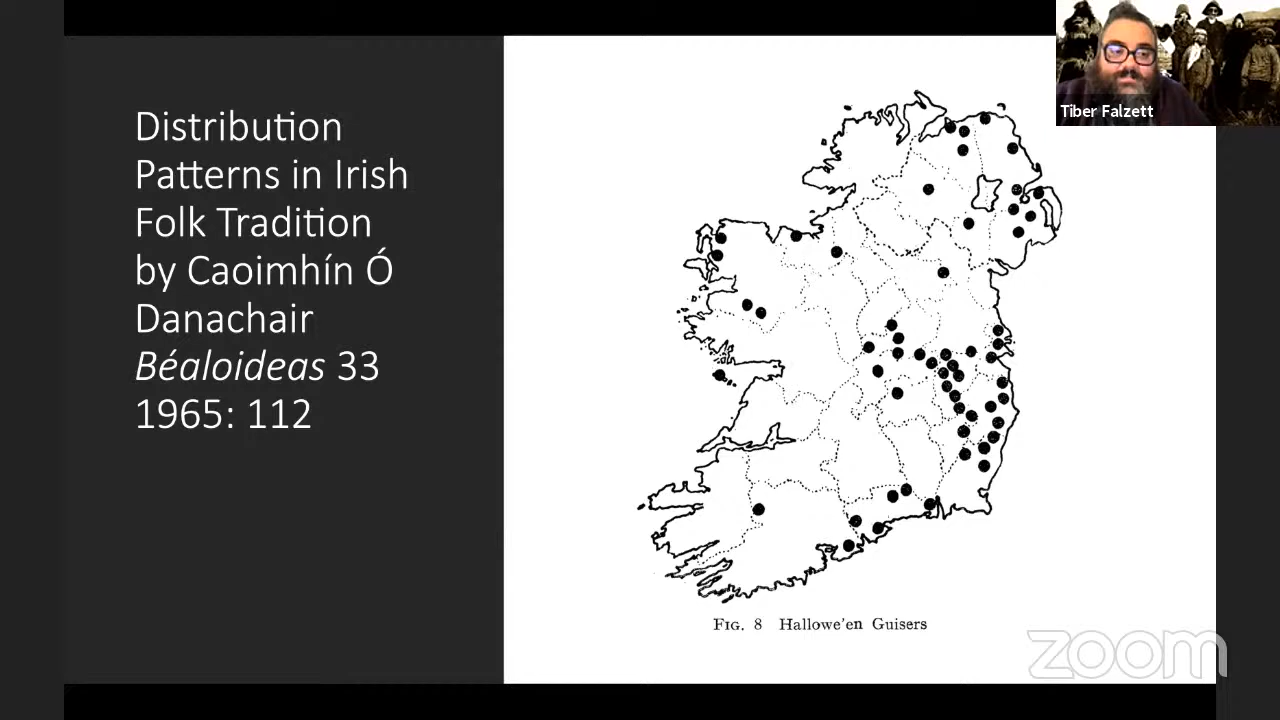 Distribution
Patterns in Irish
Folk Tradition
by Caoimhín Ó
Danachair
Béaloideas 33
1965: 112
Tiber Falzett
FIG. 8 Hallowe'en Guisers
zoom